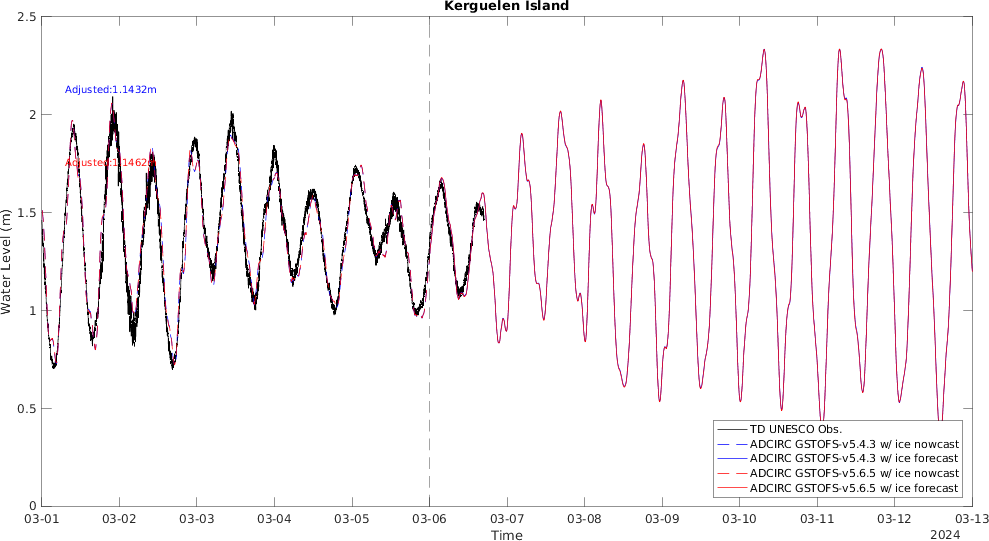 Kerguelen Island
2.5
2
1.5
1
0.5
0
Water Level (m)
Adjusted:1.1432m
Adjusted:1.1462m
TD UNESCO Obs.
ADCIRC GSTOFS-v5.4.3 w/ ice nowcast
ADCIRC GSTOFS-v5.4.3 w/ ice forecast
ADCIRC GSTOFS-v5.6.5 w/ ice nowcast
ADCIRC GSTOFS-v5.6.5 w/ ice forecast
03-01 03-02 03-03 03-04 03-05 03-06 03-07 03-08 03-09 03-10 03-11 03-12 03-13
Time
2024